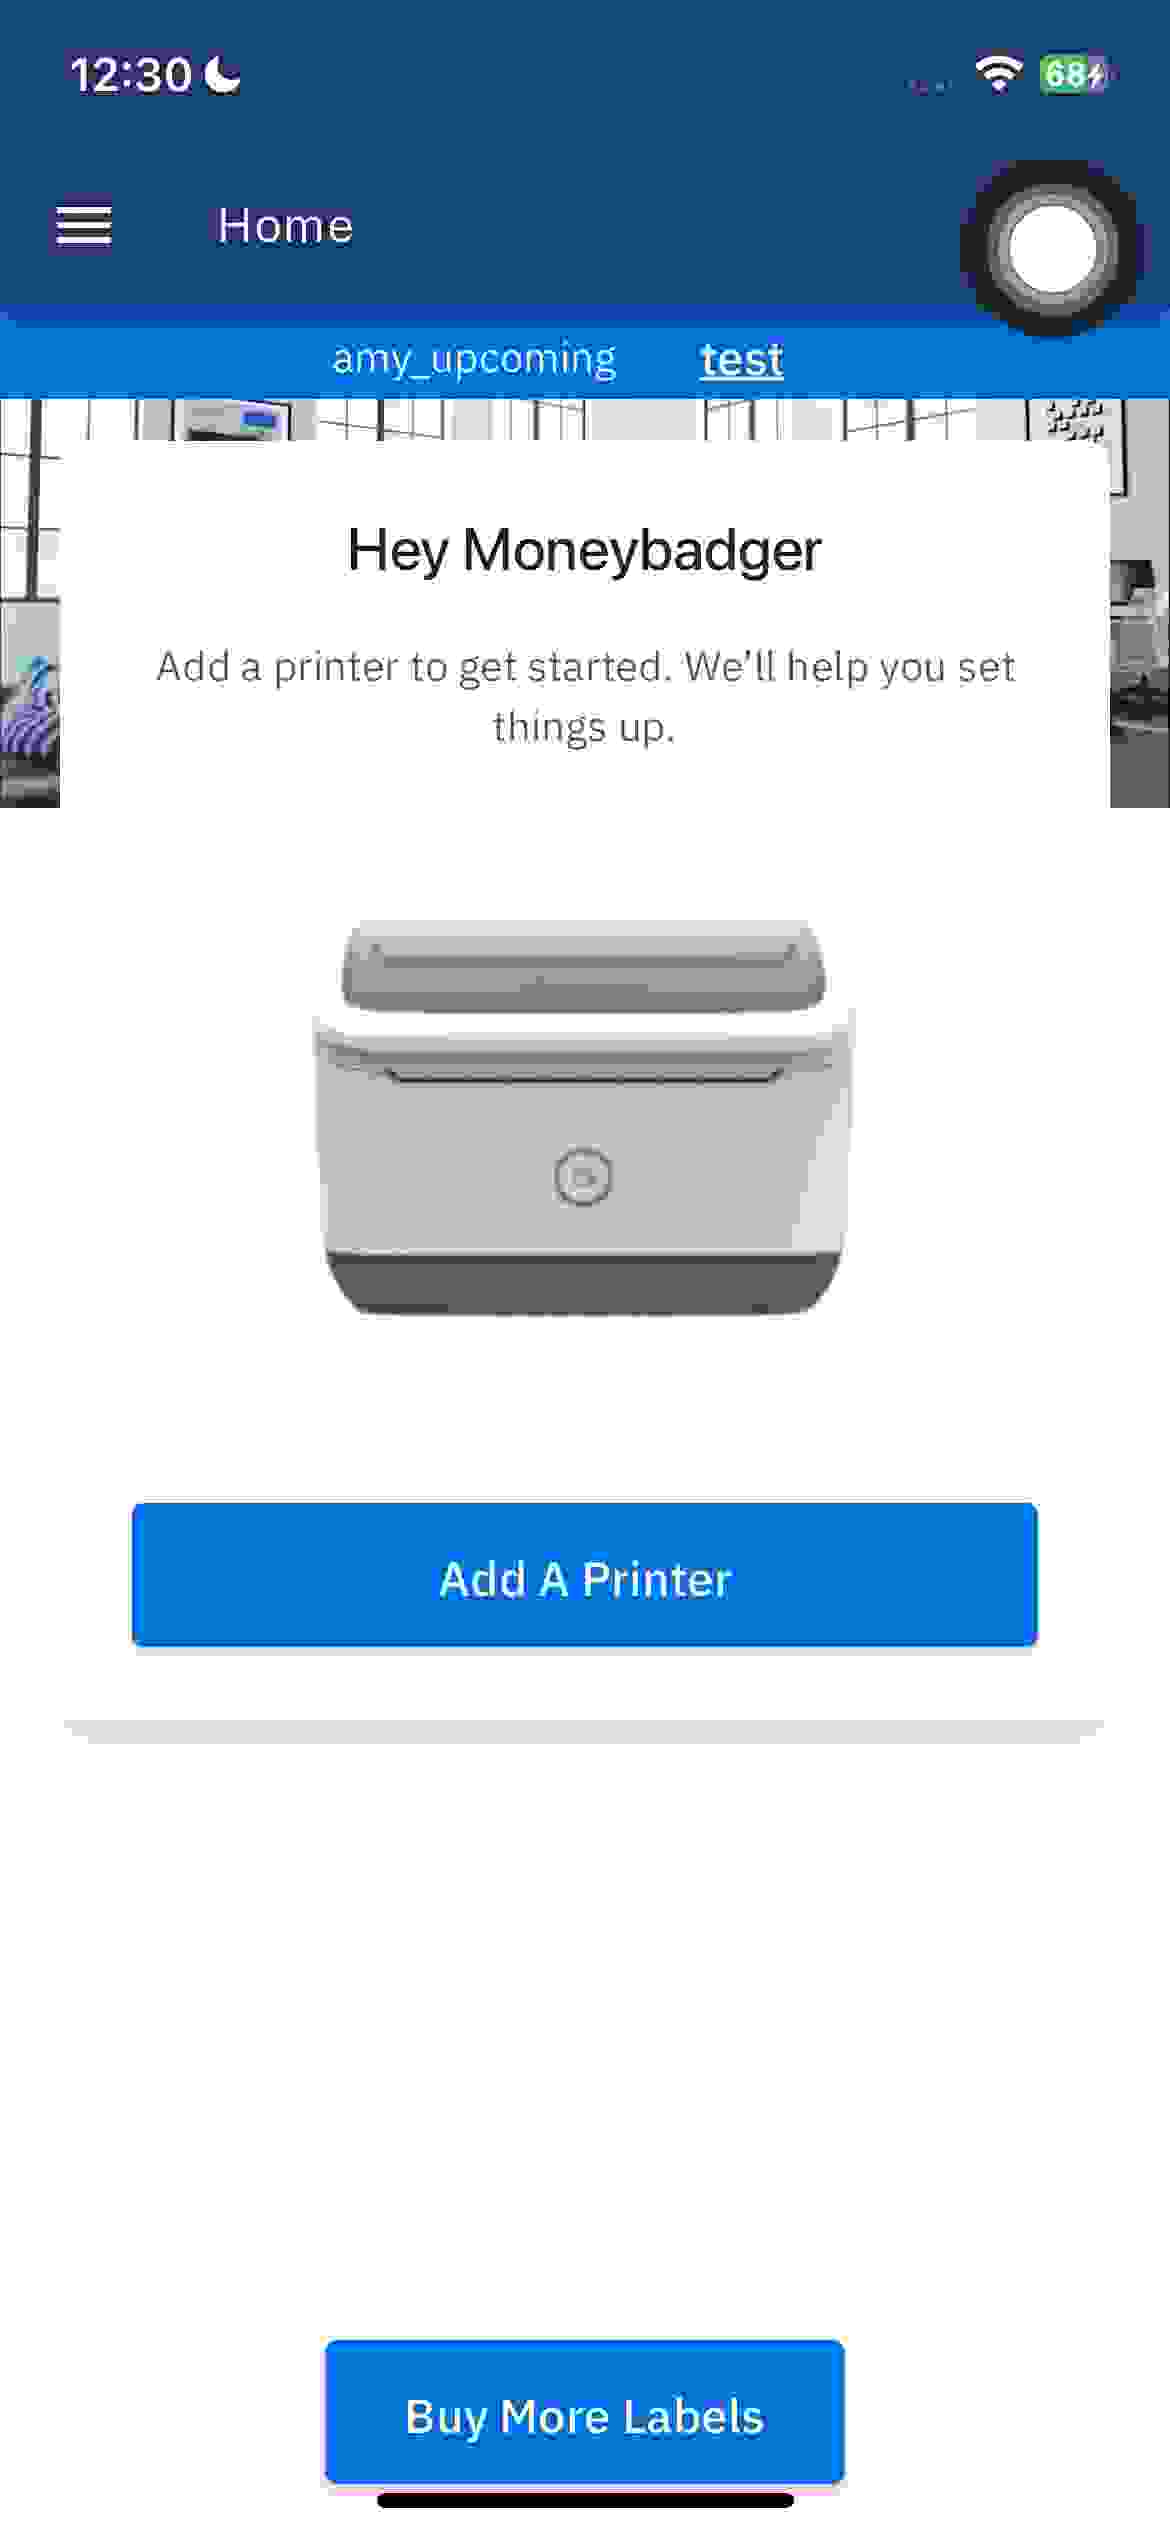 12:30
68
Home
amy_upcoming test
Hey Moneybadger
Add a printer to get started. We'll help you set
things up.
Add A Printer
Buy More Labels